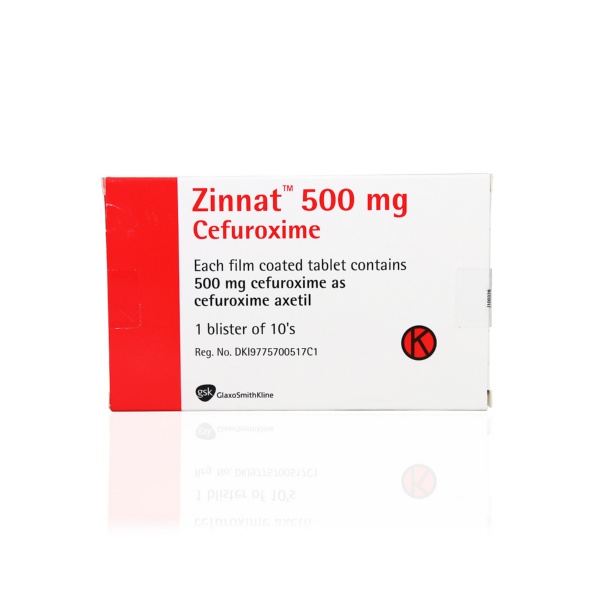 Zinnat™ 500 mg
Cefuroxime
Each film coated tablet contains
500 mg cefuroxime as
cefuroxime axetil
1 blister of 10's
Reg. No. DKI9775700517C1
K
gsk GlaxoSmithKline